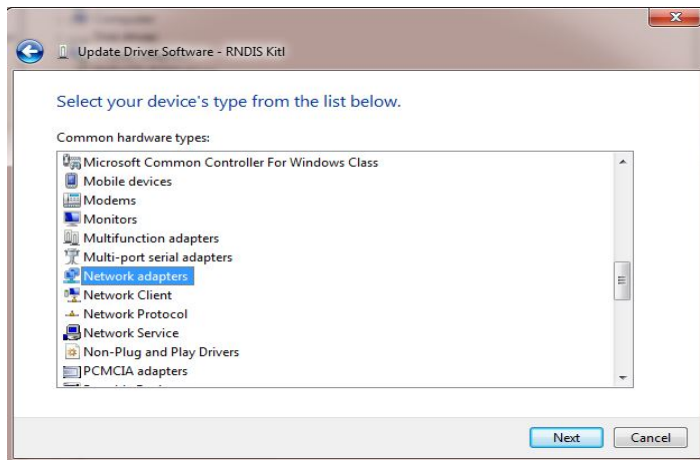 Update Driver Software - RNDIS Kitl
Select your device's type from the list below.
Common hardware types:
Microsoft Common Controller For Windows Class
Mobile devices
Modems
Monitors
Multifunction adapters
Multi-port serial adapters
Network adapters
Network Client
Network Protocol
Network Service
Non-Plug and Play Drivers
PCMCIA adapters
Next
Cancel